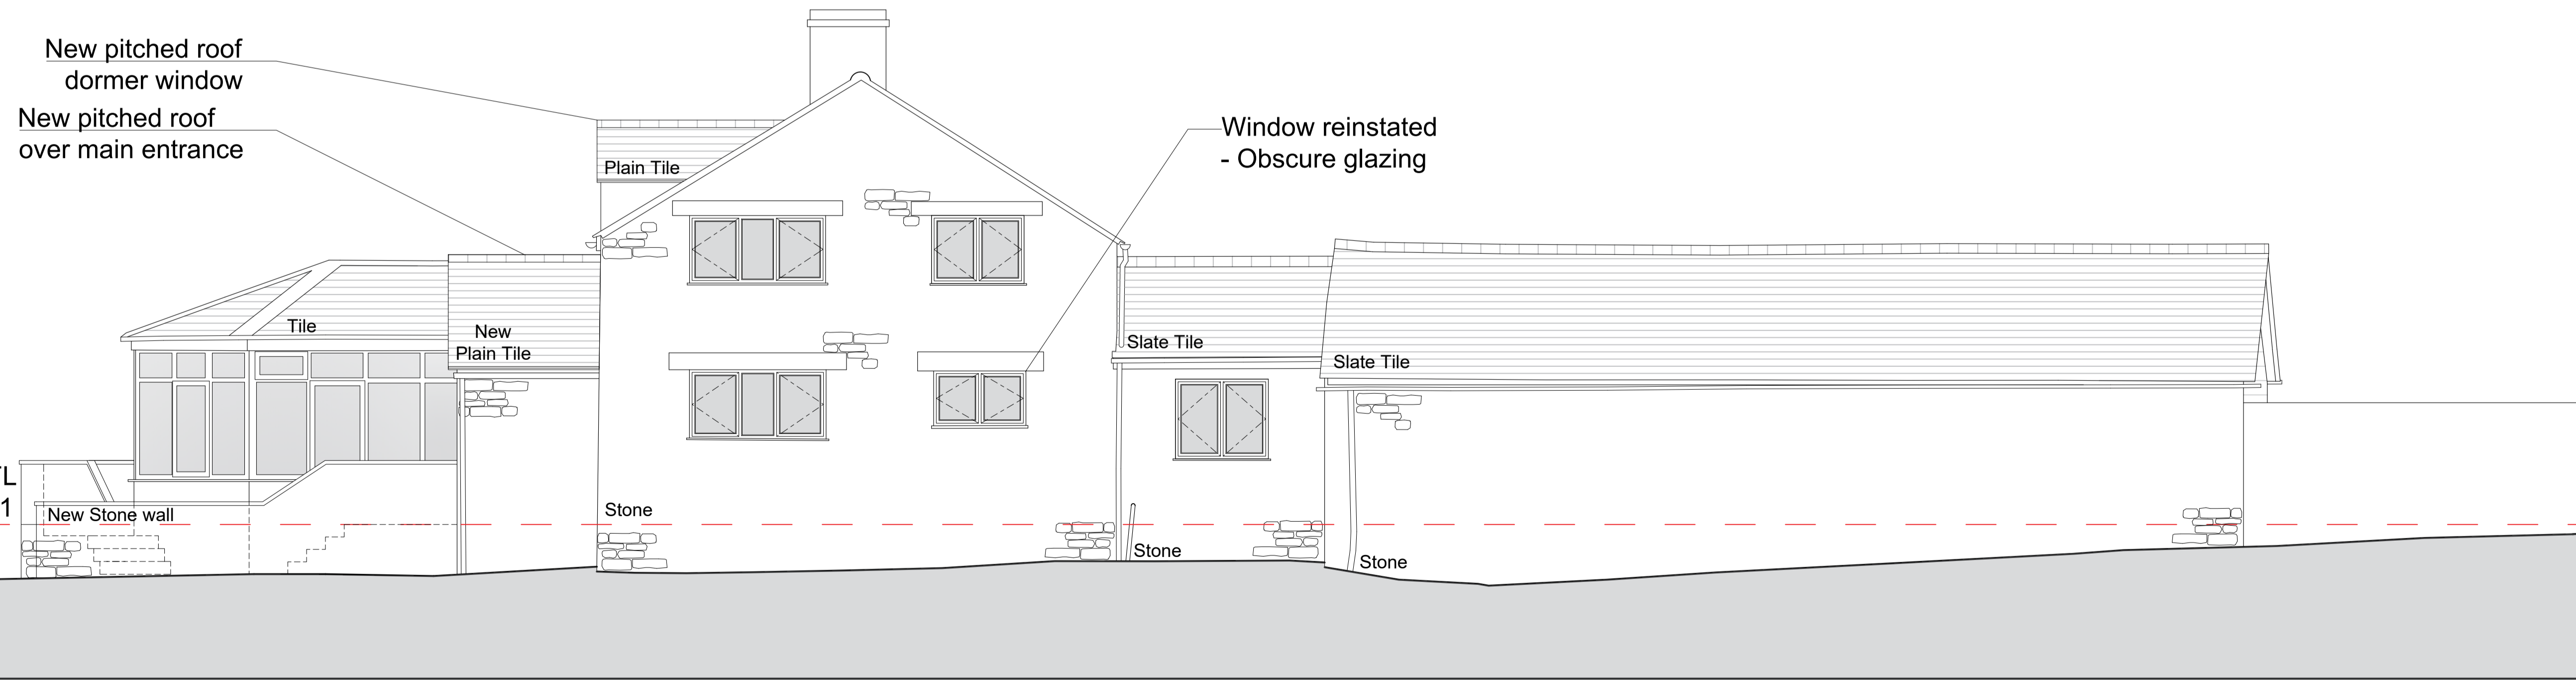 New pitched roof
dormer window
New pitched roof
over main entrance
Window reinstated
- Obscure glazing
Plain Tile
Tile
New
Plain Tile
Slate Tile
Slate Tile
New Stone wall
Stone
Stone
Stone
L
1